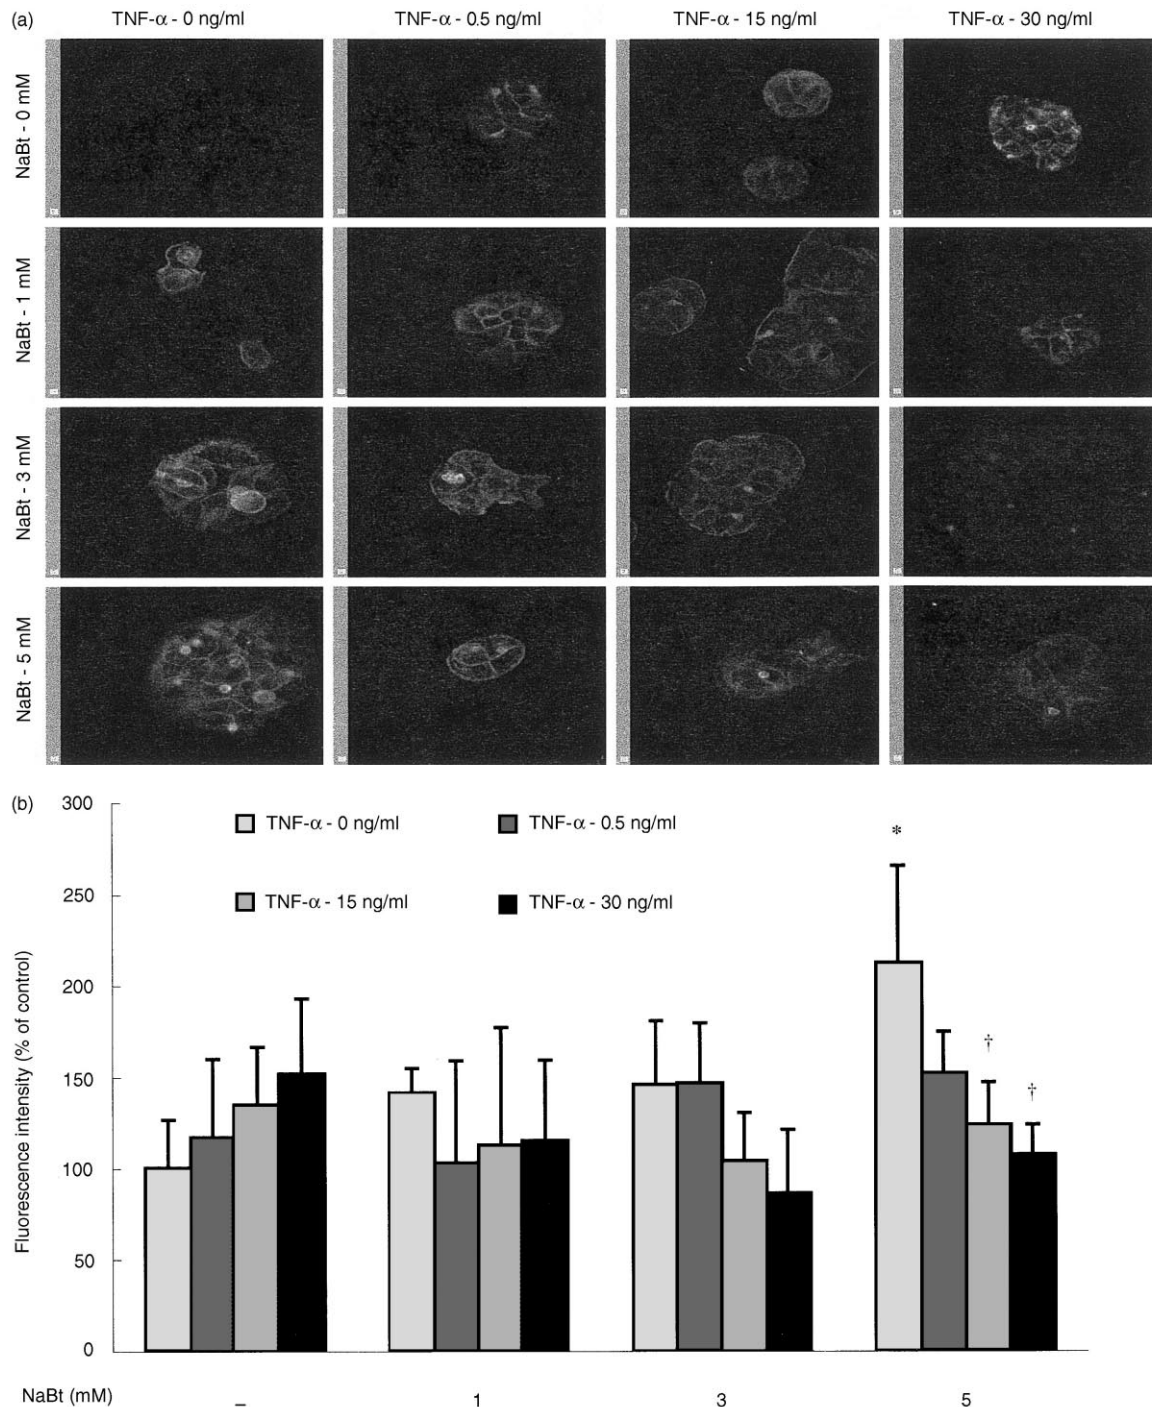 (a)
TNF-α - 0 ng/ml
TNF-α - 0.5 ng/ml
TNF-α - 15 ng/ml
TNF-α - 30 ng/ml
NaBt - 0 mM
NaBt - 1 mM
NaBt - 3 mM
NaBt - 5 mM
(b)
300
250
200
150
100
50
0
Fluorescence intensity (% of control)
TNF-α - 0 ng/ml
TNF-α - 0.5 ng/ml
TNF-α - 15 ng/ml
TNF-α - 30 ng/ml
*
†
†
NaBt (mM) – 1 3 5